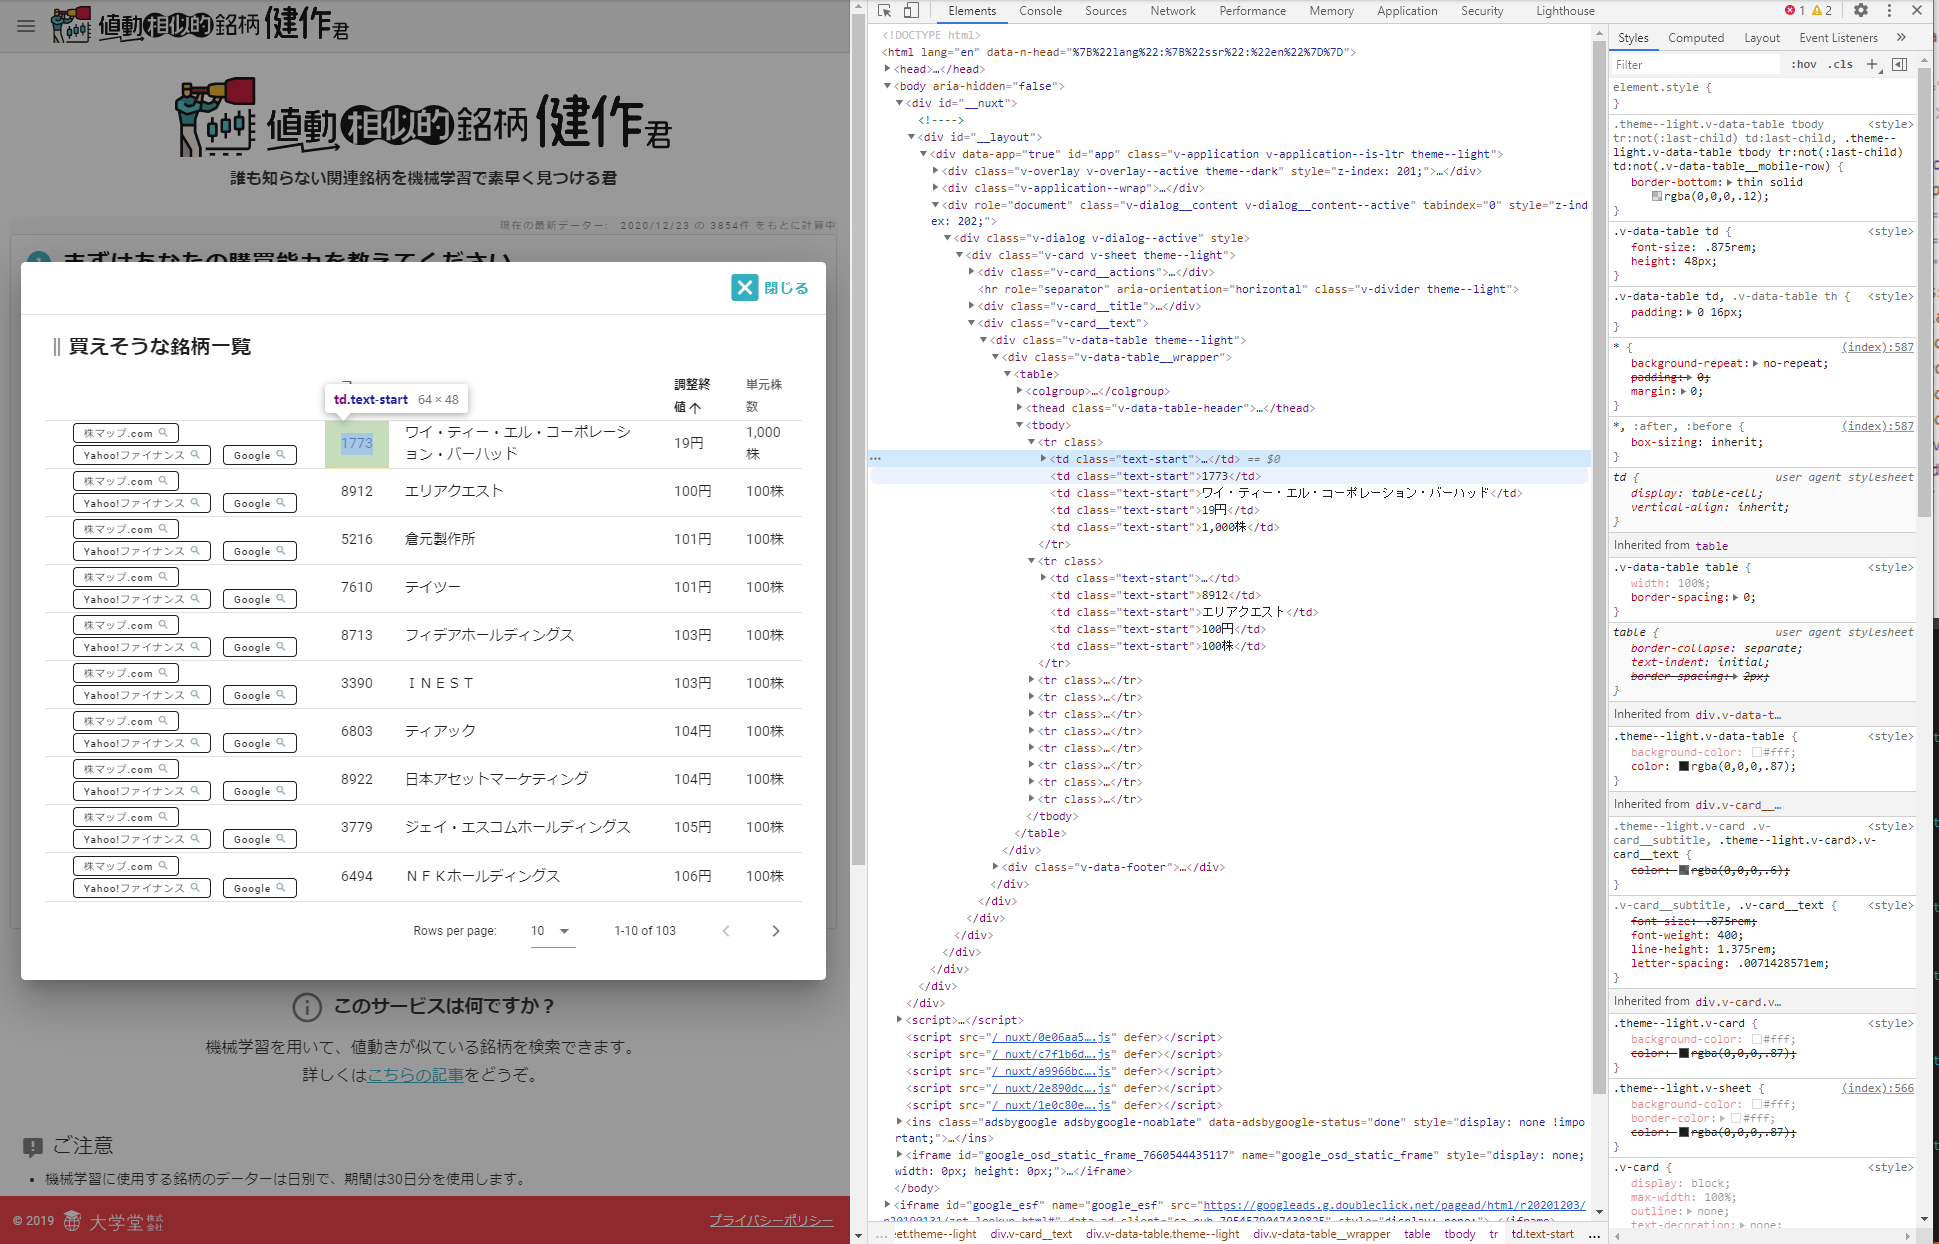 値動相似的銘柄健作君
値動相似的銘柄健作君
誰も知らない関連銘柄を機械学習で素早く見つける君
現在の最新データー: 2020/12/23 の 3854件 をもとに計算中
閉じる
買えそうな銘柄一覧
td.text-start 64 × 48
調整終値↑ 単元株数
株マップ.com
Yahoo!ファイナンス Google
1773 ワイ・ティー・エル・コーポレーション・バーハッド 19円 1,000株
株マップ.com
Yahoo!ファイナンス Google
8912 エリアクエスト 100円 100株
株マップ.com
Yahoo!ファイナンス Google
5216 倉元製作所 101円 100株
株マップ.com
Yahoo!ファイナンス Google
7610 テイツー 101円 100株
株マップ.com
Yahoo!ファイナンス Google
8713 フィデアホールディングス 103円 100株
株マップ.com
Yahoo!ファイナンス Google
3390 ＩＮＥＳＴ 103円 100株
株マップ.com
Yahoo!ファイナンス Google
6803 ティアック 104円 100株
株マップ.com
Yahoo!ファイナンス Google
8922 日本アセットマーケティング 104円 100株
株マップ.com
Yahoo!ファイナンス Google
3779 ジェイ・エスコムホールディングス 105円 100株
株マップ.com
Yahoo!ファイナンス Google
6494 ＮＦＫホールディングス 106円 100株
Rows per page: 10 1-10 of 103
このサービスは何ですか？
機械学習を用いて、値動きが似ている銘柄を検索できます。
詳しくはこちらの記事をどうぞ。
ご注意
• 機械学習に使用する銘柄のデーターは日別で、期間は30日分を使用します。
© 2019 大学堂株式会社 プライバシーポリシー
Elements Console Sources Network Performance Memory Application Security Lighthouse 1 2
<!DOCTYPE html>
<html lang="en" data-n-head="%7B%22lang%22:%7B%22ssr%22:%22en%22%7D%7D">
<head>…</head>
<body aria-hidden="false">
<div id="__nuxt">
<!---->
<div id="__layout">
<div data-app="true" id="app" class="v-application v-application--is-ltr theme--light">
<div class="v-overlay v-overlay--active theme--dark" style="z-index: 201;">…</div>
<div class="v-application--wrap">…</div>
<div role="document" class="v-dialog__content v-dialog__content--active" tabindex="0" style="z-ind
ex: 202;">
<div class="v-dialog v-dialog--active" style>
<div class="v-card v-sheet theme--light">
<div class="v-card__actions">…</div>
<hr role="separator" aria-orientation="horizontal" class="v-divider theme--light">
<div class="v-card__title">…</div>
<div class="v-card__text">
<div class="v-data-table theme--light">
<div class="v-data-table__wrapper">
<table>
<colgroup>…</colgroup>
<thead class="v-data-table-header">…</thead>
<tbody>
<tr class>
<td class="text-start">…</td> == $0
<td class="text-start">1773</td>
<td class="text-start">ワイ・ティー・エル・コーポレーション・バーハッド</td>
<td class="text-start">19円</td>
<td class="text-start">1,000株</td>
</tr>
<tr class>
<td class="text-start">…</td>
<td class="text-start">8912</td>
<td class="text-start">エリアクエスト</td>
<td class="text-start">100円</td>
<td class="text-start">100株</td>
</tr>
<tr class>…</tr>
<tr class>…</tr>
<tr class>…</tr>
<tr class>…</tr>
<tr class>…</tr>
<tr class>…</tr>
<tr class>…</tr>
<tr class>…</tr>
</tbody>
</table>
</div>
<div class="v-data-footer">…</div>
</div>
</div>
</div>
</div>
</div>
</div>
</div>
</div>
<script>…</script>
<script src="/_nuxt/0e06aa5….js" defer></script>
<script src="/_nuxt/c7f1b6d….js" defer></script>
<script src="/_nuxt/a9966bc….js" defer></script>
<script src="/_nuxt/2e890dc….js" defer></script>
<script src="/_nuxt/1e0c80e….js" defer></script>
<ins class="adsbygoogle adsbygoogle-noablate" data-adsbygoogle-status="done" style="display: none !impor
tant;">…</ins>
<iframe id="google_osd_static_frame_7660544435117" name="google_osd_static_frame" style="display: none;
width: 0px; height: 0px;">…</iframe>
</body>
<iframe id="google_esf" name="google_esf" src="https://googleads.g.doubleclick.net/pagead/html/r20201203/
… eet.theme--light div.v-card__text div.v-data-table.theme--light div.v-data-table__wrapper table tbody tr td.text-start …
Styles Computed Layout Event Listeners »
Filter :hov .cls +
element.style {
}
.theme--light.v-data-table tbody <style>
tr:not(:last-child) td:last-child, .theme--
light.v-data-table tbody tr:not(:last-child)
td:not(.v-data-table__mobile-row) {
border-bottom: thin solid
rgba(0,0,0,.12);
}
.v-data-table td { <style>
font-size: .875rem;
height: 48px;
}
.v-data-table td, .v-data-table th { <style>
padding: 0 16px;
}
* { (index):587
background-repeat: no-repeat;
padding: 0;
margin: 0;
}
*, :after, :before { (index):587
box-sizing: inherit;
}
td { user agent stylesheet
display: table-cell;
vertical-align: inherit;
}
Inherited from table
.v-data-table table { <style>
width: 100%;
border-spacing: 0;
}
table { user agent stylesheet
border-collapse: separate;
text-indent: initial;
border-spacing: 2px;
}
Inherited from div.v-data-t…
.theme--light.v-data-table { <style>
background-color: #fff;
color: rgba(0,0,0,.87);
}
Inherited from div.v-card__…
.theme--light.v-card .v- <style>
card__subtitle, .theme--light.v-card>.v-
card__text {
color: rgba(0,0,0,.6);
}
.v-card__subtitle, .v-card__text { <style>
font-size: .875rem;
font-weight: 400;
line-height: 1.375rem;
letter-spacing: .0071428571em;
}
Inherited from div.v-card.v…
.theme--light.v-card { <style>
background-color: #fff;
color: rgba(0,0,0,.87);
}
.theme--light.v-sheet { (index):566
background-color: #fff;
border-color: #fff;
color: rgba(0,0,0,.87);
}
.v-card { <style>
display: block;
max-width: 100%;
outline: none;
text-decoration: none;